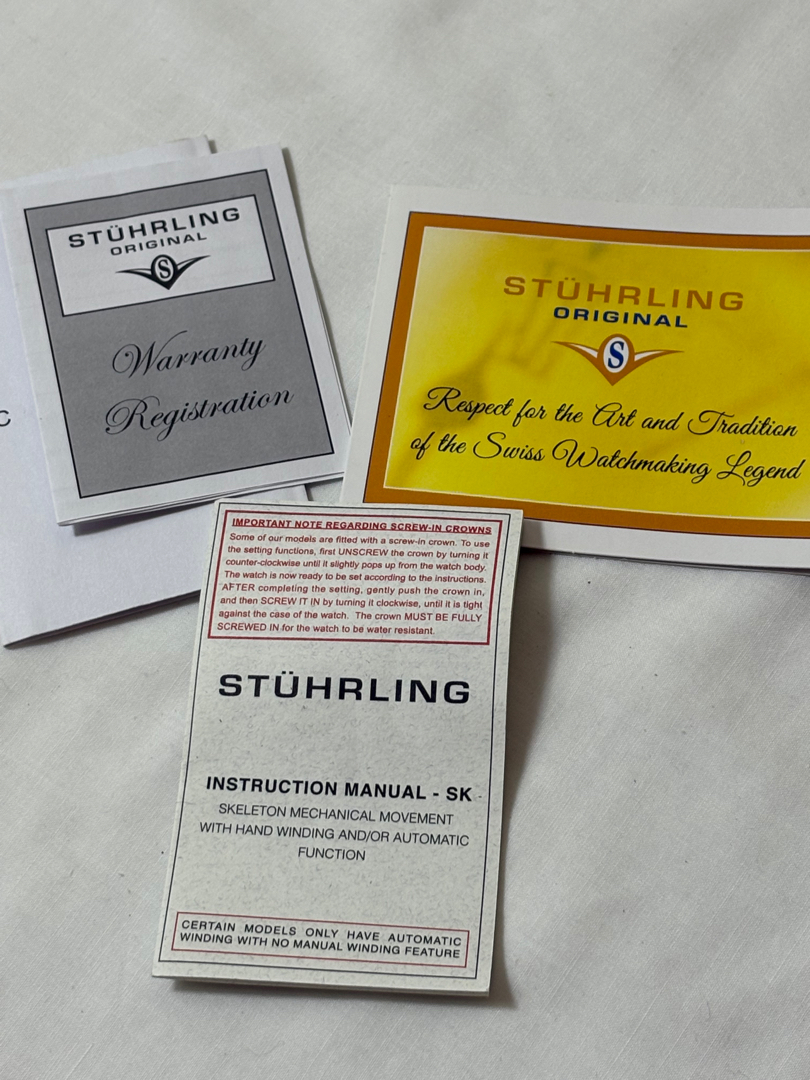 STÜHRLING
ORIGINAL
S
Warranty
Registration
C
STÜHRLING
ORIGINAL
S
Respect for the Art and Tradition
of the Swiss Watchmaking Legend
IMPORTANT NOTE REGARDING SCREW-IN CROWNS
Some of our models are fitted with a screw-in crown. To use
the setting functions, first UNSCREW the crown by turning it
counter-clockwise until it slightly pops up from the watch body.
The watch is now ready to be set according to the instructions.
AFTER completing the setting, gently push the crown in,
and then SCREW IT IN by turning it clockwise, until it is tight
against the case of the watch. The crown MUST BE FULLY
SCREWED IN for the watch to be water resistant.
STÜHRLING
INSTRUCTION MANUAL - SK
SKELETON MECHANICAL MOVEMENT
WITH HAND WINDING AND/OR AUTOMATIC
FUNCTION
CERTAIN MODELS ONLY HAVE AUTOMATIC
WINDING WITH NO MANUAL WINDING FEATURE